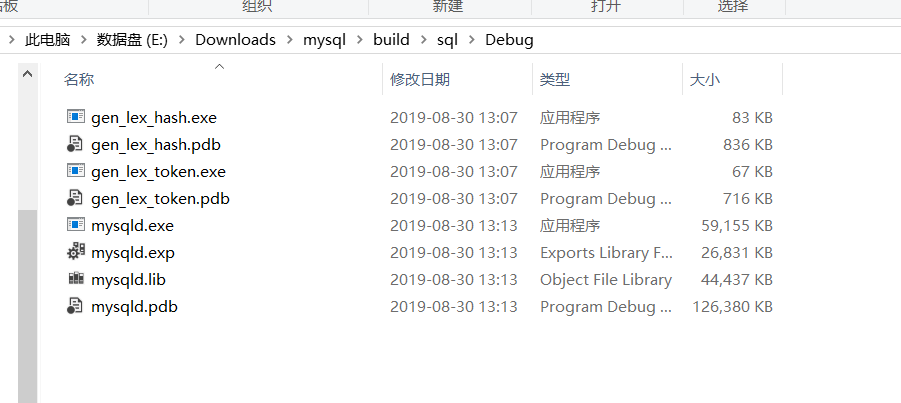 组织 新建 打开 选择
此电脑 数据盘 (E:) Downloads mysql build sql Debug
名称 修改日期 类型 大小
gen_lex_hash.exe 2019-08-30 13:07 应用程序 83 KB
gen_lex_hash.pdb 2019-08-30 13:07 Program Debug ... 836 KB
gen_lex_token.exe 2019-08-30 13:07 应用程序 67 KB
gen_lex_token.pdb 2019-08-30 13:07 Program Debug ... 716 KB
mysqld.exe 2019-08-30 13:13 应用程序 59,155 KB
mysqld.exp 2019-08-30 13:13 Exports Library F... 26,831 KB
mysqld.lib 2019-08-30 13:13 Object File Library 44,437 KB
mysqld.pdb 2019-08-30 13:13 Program Debug ... 126,380 KB